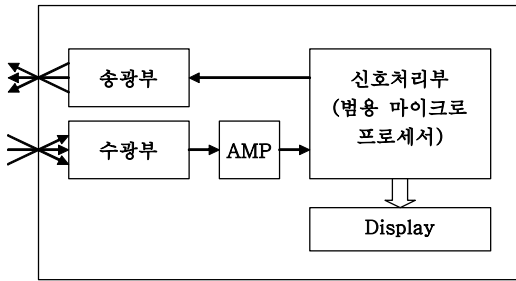 송광부
신호처리부
(범용 마이크로
프로세서)
수광부
AMP
Display